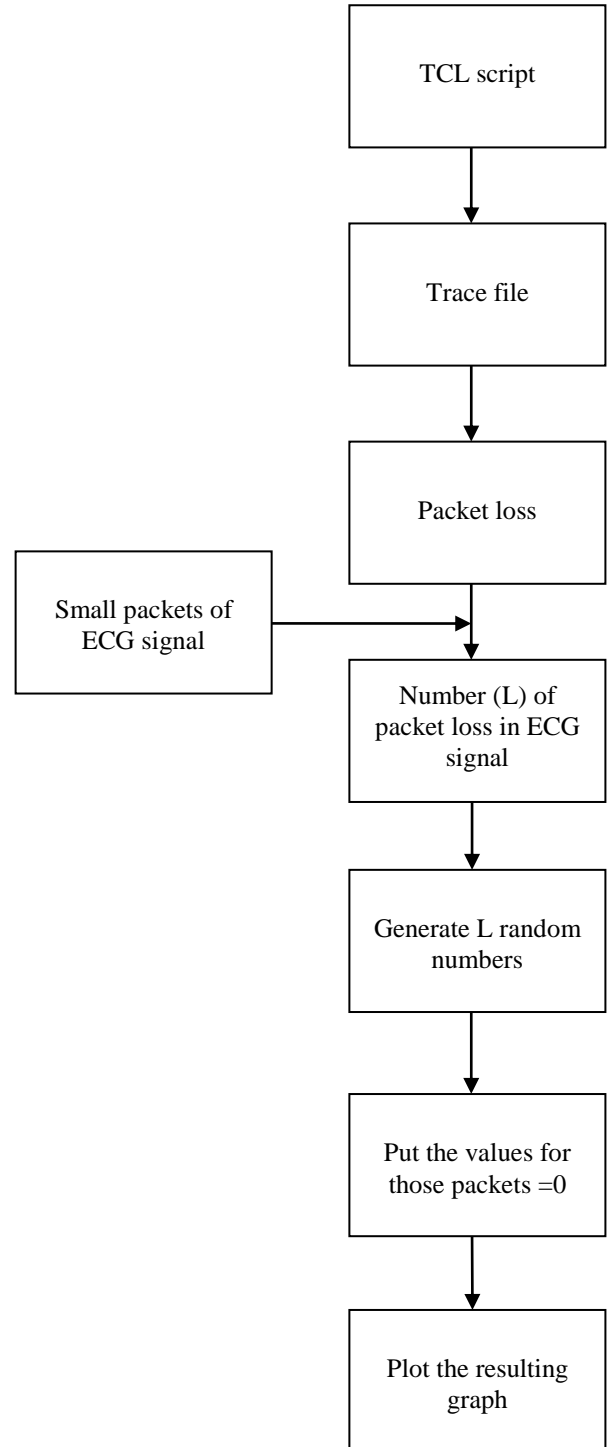 TCL script
Trace file
Packet loss
Small packets of
ECG signal
Number (L) of
packet loss in ECG
signal
Generate L random
numbers
Put the values for
those packets =0
Plot the resulting
graph